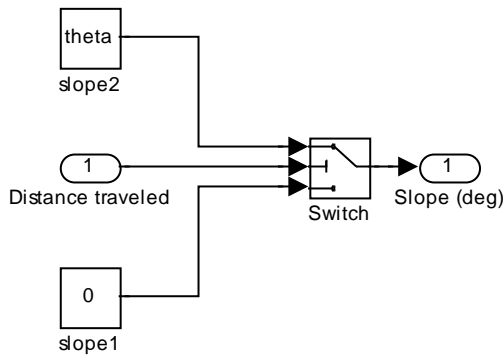 theta
slope2
1
Distance traveled
Switch
1
Slope (deg)
0
slope1